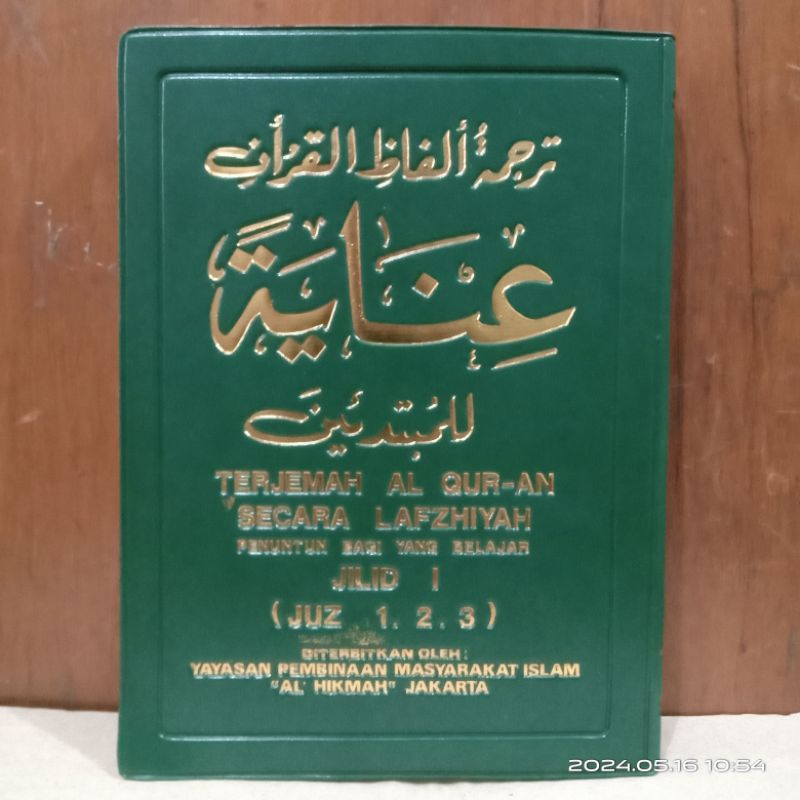 ترجمة ألفاظ القرأن
عناية
للمبتدئين
TERJEMAH AL QUR-AN
SECARA LAFZHIYAH
PENUNTUN BAGI YANG BELAJAR
JILID I
(JUZ 1. 2. 3)
DITERBITKAN OLEH:
YAYASAN PEMBINAAN MASYARAKAT ISLAM
"AL' HIKMAH" JAKARTA
2024.05.16 10:54